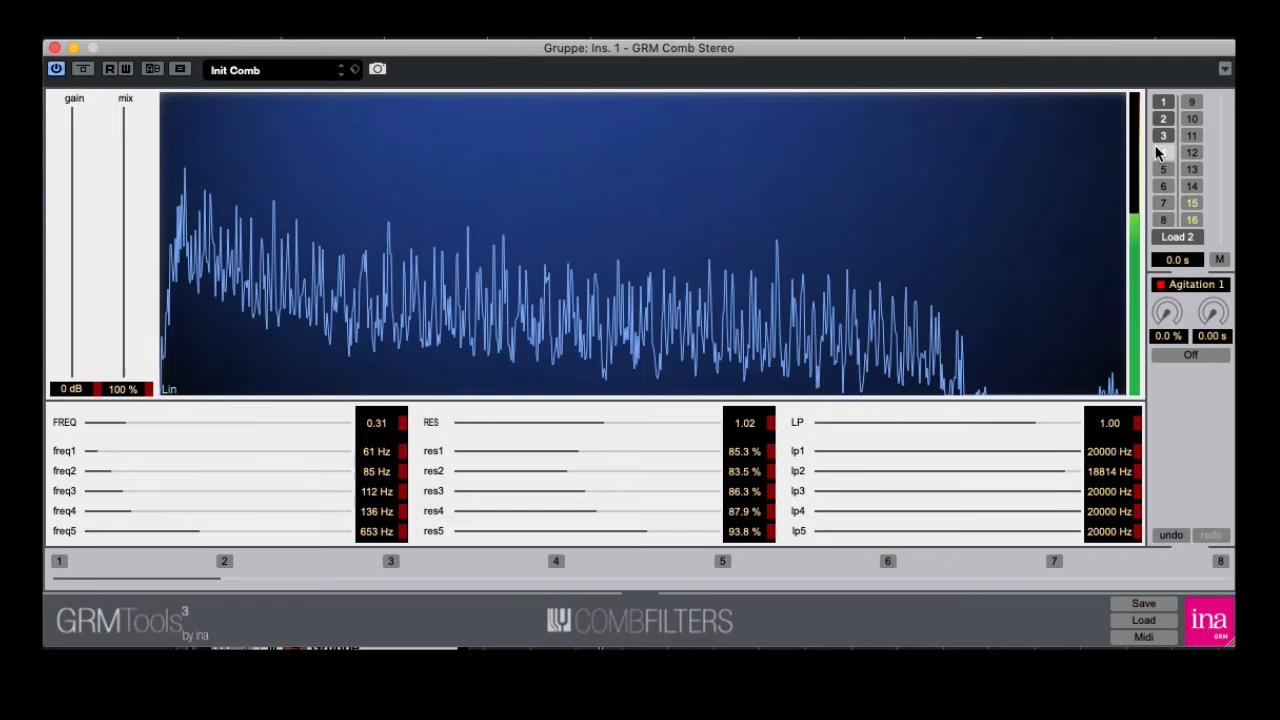 Gruppe: Ins. 1 - GRM Comb Stereo
R W Init Comb
gain mix
1 9
2 10
3 11
12
5 13
6 14
7 15
8 16
Load 2
0.0 s M
Agitation 1
0.0 % 0.00 s
Off
Lin
0 dB 100 %
FREQ 0.31 RES 1.02 LP 1.00
freq1 61 Hz res1 85.3 % lp1 20000 Hz
freq2 85 Hz res2 83.5 % lp2 18814 Hz
freq3 112 Hz res3 86.3 % lp3 20000 Hz
freq4 136 Hz res4 87.9 % lp4 20000 Hz
freq5 653 Hz res5 93.8 % lp5 20000 Hz
undo redo
1 2 3 4 5 6 7 8
GRMTools3 by ina
COMBFILTERS
Save
Load
Midi
ina
GRM